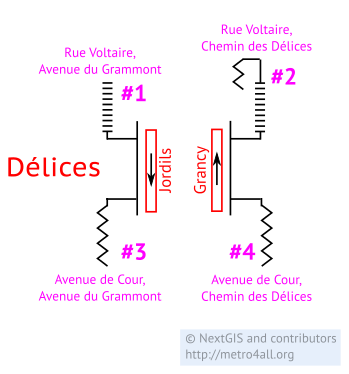 Rue Voltaire,
Chemin des Délices
#2
Rue Voltaire,
Avenue du Grammont
#1
Délices
Jordils
Grancy
#3
Avenue de Cour,
Avenue du Grammont
#4
Avenue de Cour,
Chemin des Délices
© NextGIS and contributors
http://metro4all.org